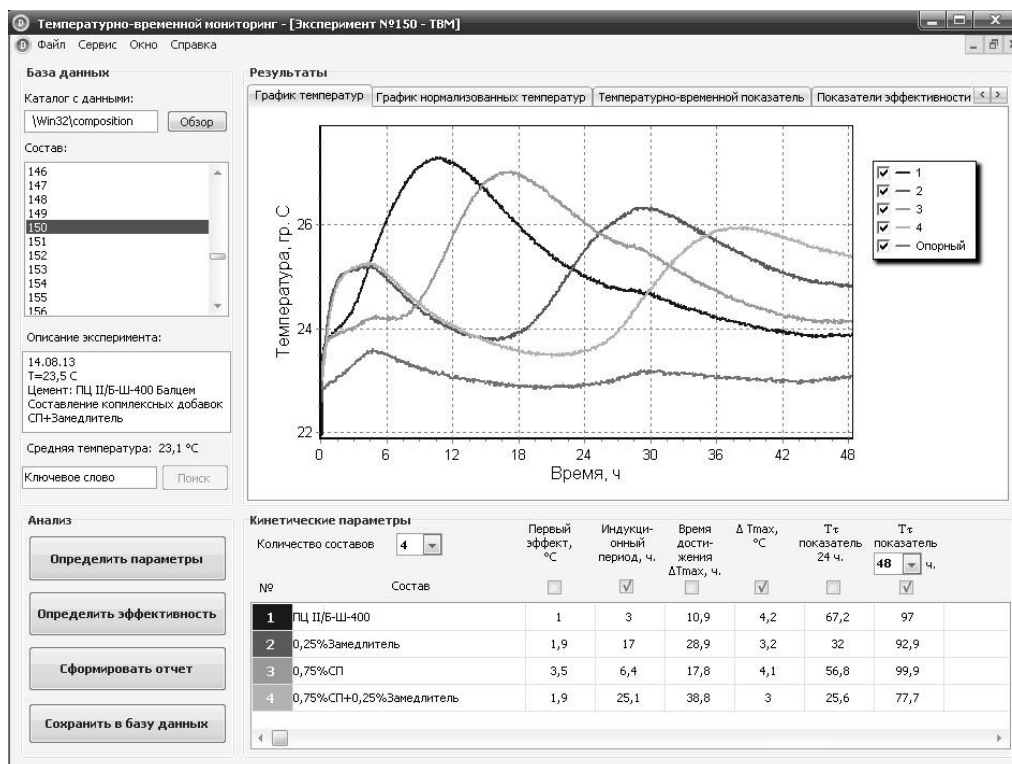 Температурно-временной мониторинг - [Эксперимент №150 - ТВМ]
Файл Сервис Окно Справка
База данных
Каталог с данными:
\Win32\composition
Обзор
Состав:
146
147
148
149
150
151
152
153
154
155
156
Описание эксперимента:
14.08.13
Т=23,5 С
Цемент: ПЦ II/Б-Ш-400 Балцем
Составление копмлексных добавок
СП+Замедлитель
Средняя температура: 23,1 °С
Ключевое слово
Поиск
Результаты
График температур
График нормализованных температур
Температурно-временной показатель
Показатели эффективности
Температура, гр. С
26
24
22
0 6 12 18 24 30 36 42 48
Время, ч
1
2
3
4
Опорный
Анализ
Определить параметры
Определить эффективность
Сформировать отчет
Сохранить в базу данных
Кинетические параметры
Количество составов 4
№ Состав
Первый эффект, °С
Индукци-онный период, ч.
Время дости-жения ΔTmax, ч.
Δ Tmax, °С
Tτ показатель 24 ч.
Tτ показатель 48 ч.
1 ПЦ II/Б-Ш-400 1 3 10,9 4,2 67,2 97
2 0,25%Замедлитель 1,9 17 28,9 3,2 32 92,9
3 0,75%СП 3,5 6,4 17,8 4,1 56,8 99,9
4 0,75%СП+0,25%Замедлитель 1,9 25,1 38,8 3 25,6 77,7